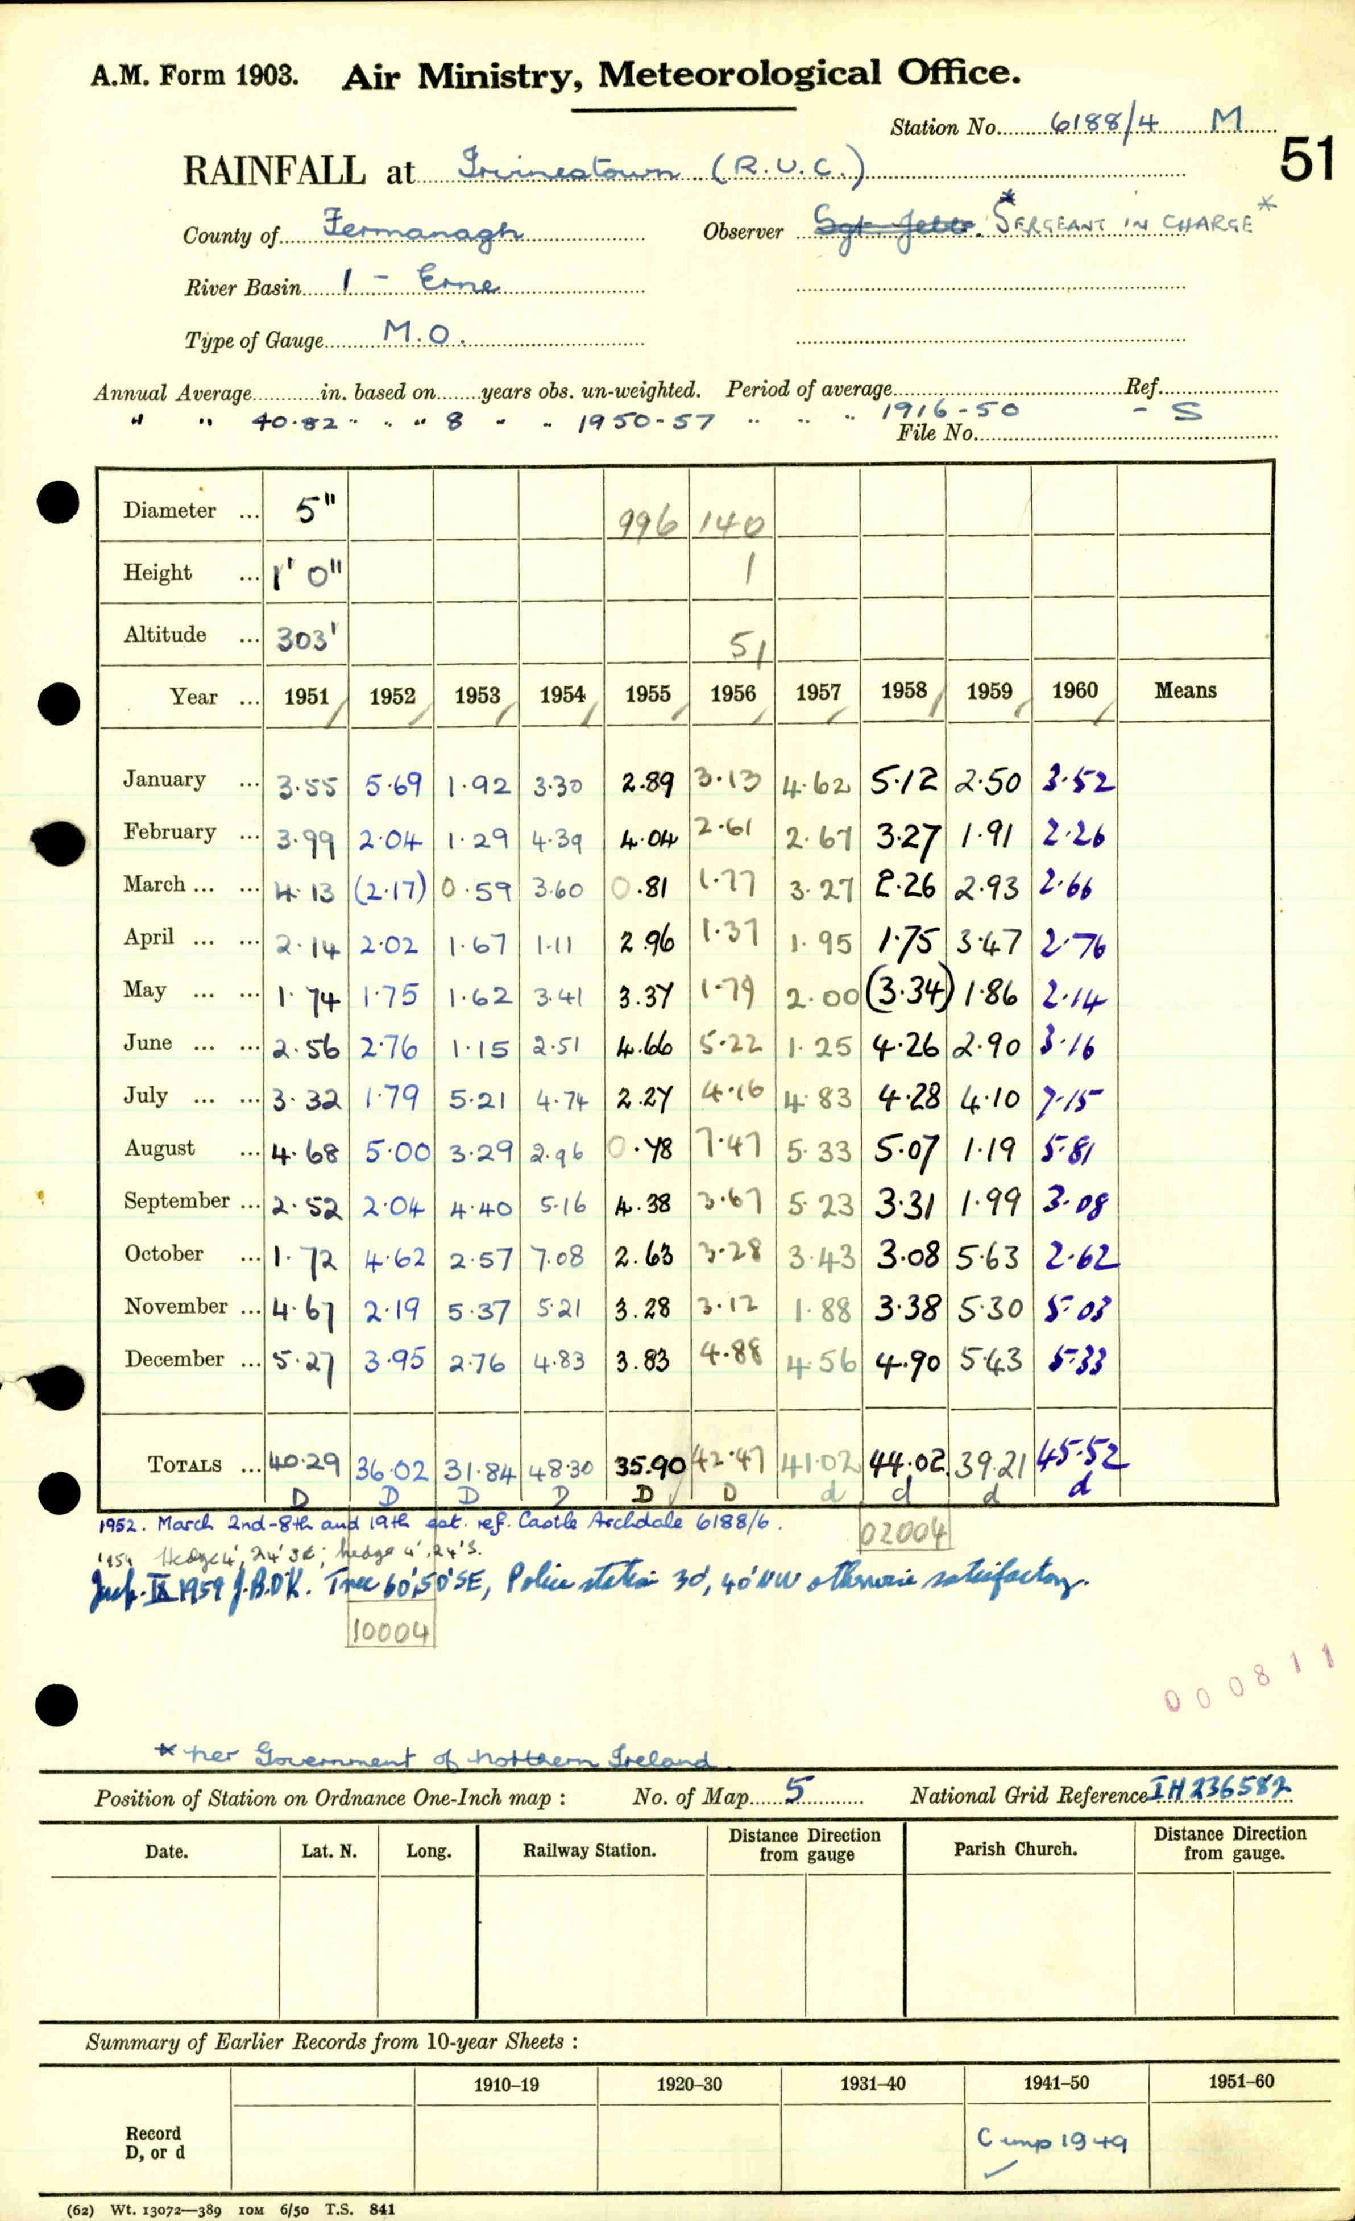 A.M. Form 1903. Air Ministry, Meteorological Office.
Station No. 6188/4 M
51
RAINFALL at Irvinestown (R.U.C.)
County of Fermanagh Observer Sgt. Jebb. * SERGEANT IN CHARGE *
River Basin 1 - Erne
Type of Gauge M.O.
Annual Average in. based on years obs. un-weighted. Period of average Ref.
" " 40.82 " " " 8 " " 1950-57 " " " 1916-50 - S
File No.
Diameter ... 5" 996 140
Height ... 1' 0" 1
Altitude ... 303' 51
Year ... 1951 1952 1953 1954 1955 1956 1957 1958 1959 1960 Means
January ... 3.55 5.69 1.92 3.30 2.89 3.13 4.62 5.12 2.50 3.52
February ... 3.99 2.04 1.29 4.39 4.04 2.61 2.67 3.27 1.91 2.26
March ... ... 4.13 (2.17) 0.59 3.60 0.81 1.77 3.27 2.26 2.93 2.66
April ... ... 2.14 2.02 1.67 1.11 2.96 1.37 1.95 1.75 3.47 2.76
May ... ... 1.74 1.75 1.62 3.41 3.37 1.79 2.00 (3.34) 1.86 2.14
June ... ... 2.56 2.76 1.15 2.51 4.66 5.22 1.25 4.26 2.90 3.16
July ... ... 3.32 1.79 5.21 4.74 2.27 4.16 4.83 4.28 4.10 7.15
August ... 4.68 5.00 3.29 2.96 0.78 7.47 5.33 5.07 1.19 5.81
September ... 2.52 2.04 4.40 5.16 4.38 3.67 5.23 3.31 1.99 3.08
October ... 1.72 4.62 2.57 7.08 2.63 3.28 3.43 3.08 5.63 2.62
November ... 4.67 2.19 5.37 5.21 3.28 3.12 1.88 3.38 5.30 5.03
December ... 5.27 3.95 2.76 4.83 3.83 4.88 4.56 4.90 5.43 5.33
TOTALS ... 40.29 36.02 31.84 48.30 35.90 42.47 41.02 44.02 39.21 45.52
D D D D D D d d d d
1952. March 2nd-8th and 19th est. ref. Castle Archdale 6188/6.
02004
1954 Hedge 4', 24' SE; hedge 4', 24' S.
Insp. IX 1959 J.B.D.K. Tree 60', 50' SE, Police station 30', 40' NW otherwise satisfactory.
10004
000811
* per Government of Northern Ireland.
Position of Station on Ordnance One-Inch map : No. of Map 5 National Grid Reference IH 236582
Date. Lat. N. Long. Railway Station. Distance Direction from gauge Parish Church. Distance Direction from gauge.
Summary of Earlier Records from 10-year Sheets :
1910–19 1920–30 1931–40 1941–50 1951–60
Record D, or d
Cmp 1949
(62) Wt. 13072—389 10M 6/50 T.S. 841